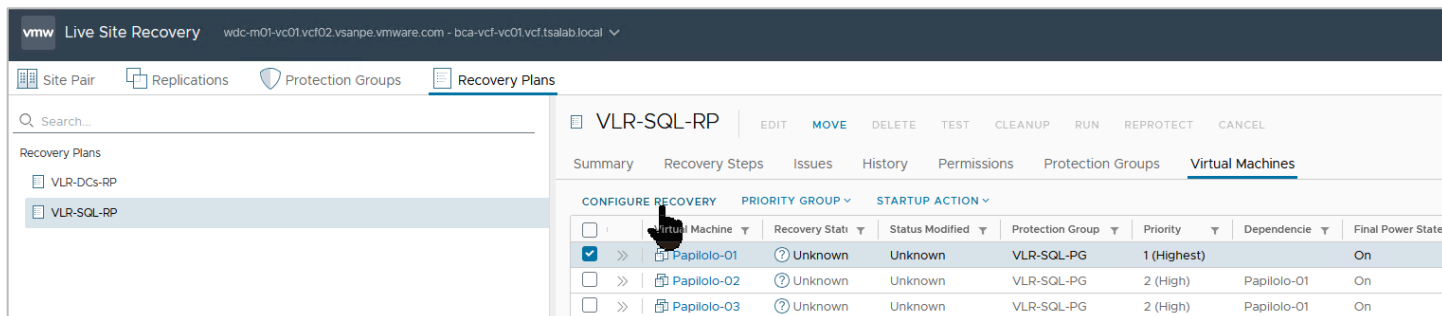 vmw Live Site Recovery wdc-m01-vc01.vcf02.vsanpe.vmware.com - bca-vcf-vc01.vcf.tsalab.local
Site Pair Replications Protection Groups Recovery Plans
Search...
Recovery Plans
VLR-DCs-RP
VLR-SQL-RP
VLR-SQL-RP EDIT MOVE DELETE TEST CLEANUP RUN REPROTECT CANCEL
Summary Recovery Steps Issues History Permissions Protection Groups Virtual Machines
CONFIGURE RECOVERY PRIORITY GROUP STARTUP ACTION
Virtual Machine Recovery Statu Status Modified Protection Group Priority Dependencie Final Power State
Papilolo-01 Unknown Unknown VLR-SQL-PG 1 (Highest) On
Papilolo-02 Unknown Unknown VLR-SQL-PG 2 (High) Papilolo-01 On
Papilolo-03 Unknown Unknown VLR-SQL-PG 2 (High) Papilolo-01 On